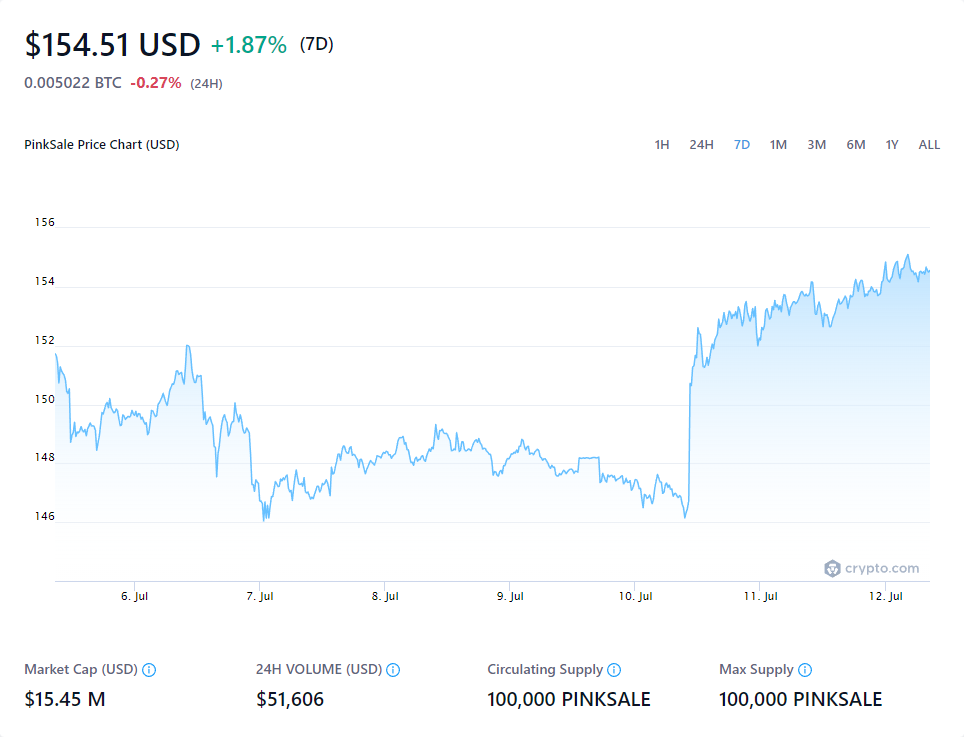 $154.51 USD +1.87% (7D)
0.005022 BTC -0.27% (24H)
PinkSale Price Chart (USD) 1H 24H 7D 1M 3M 6M 1Y ALL
156
154
152
150
148
146
crypto.com
6. Jul 7. Jul 8. Jul 9. Jul 10. Jul 11. Jul 12. Jul
Market Cap (USD) 24H VOLUME (USD) Circulating Supply Max Supply
$15.45 M $51,606 100,000 PINKSALE 100,000 PINKSALE